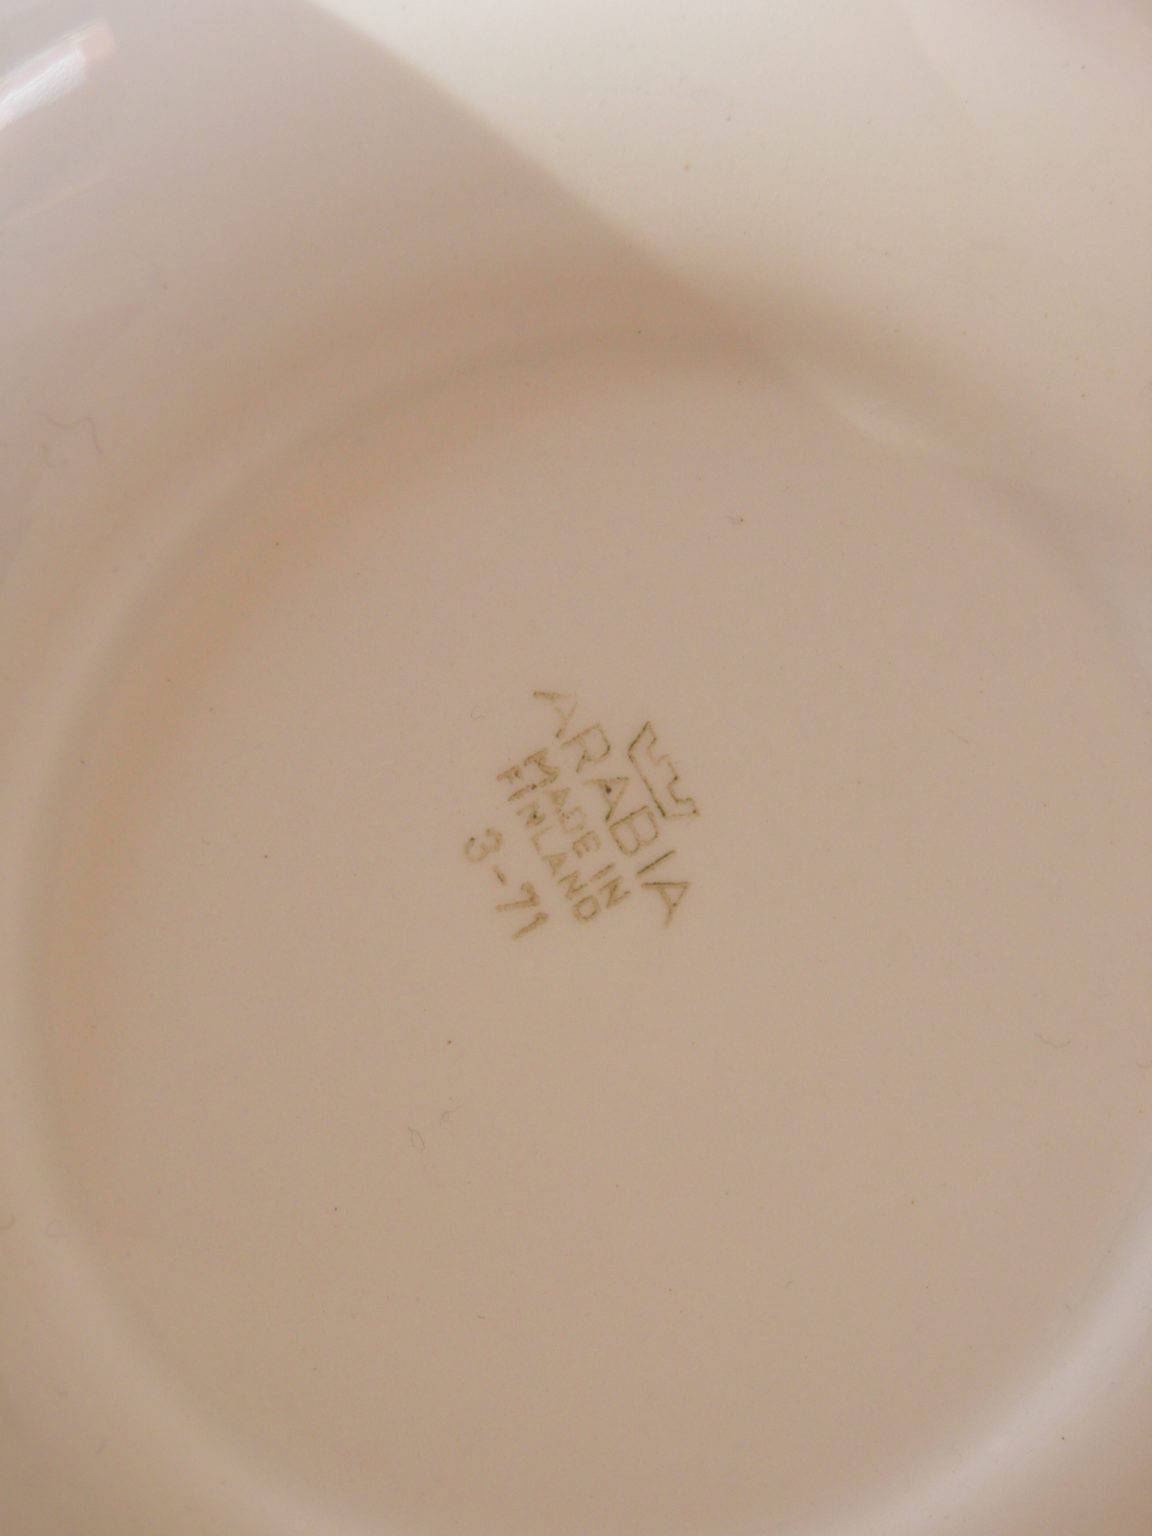 ARABIA
MADE IN
FINLAND
3-71